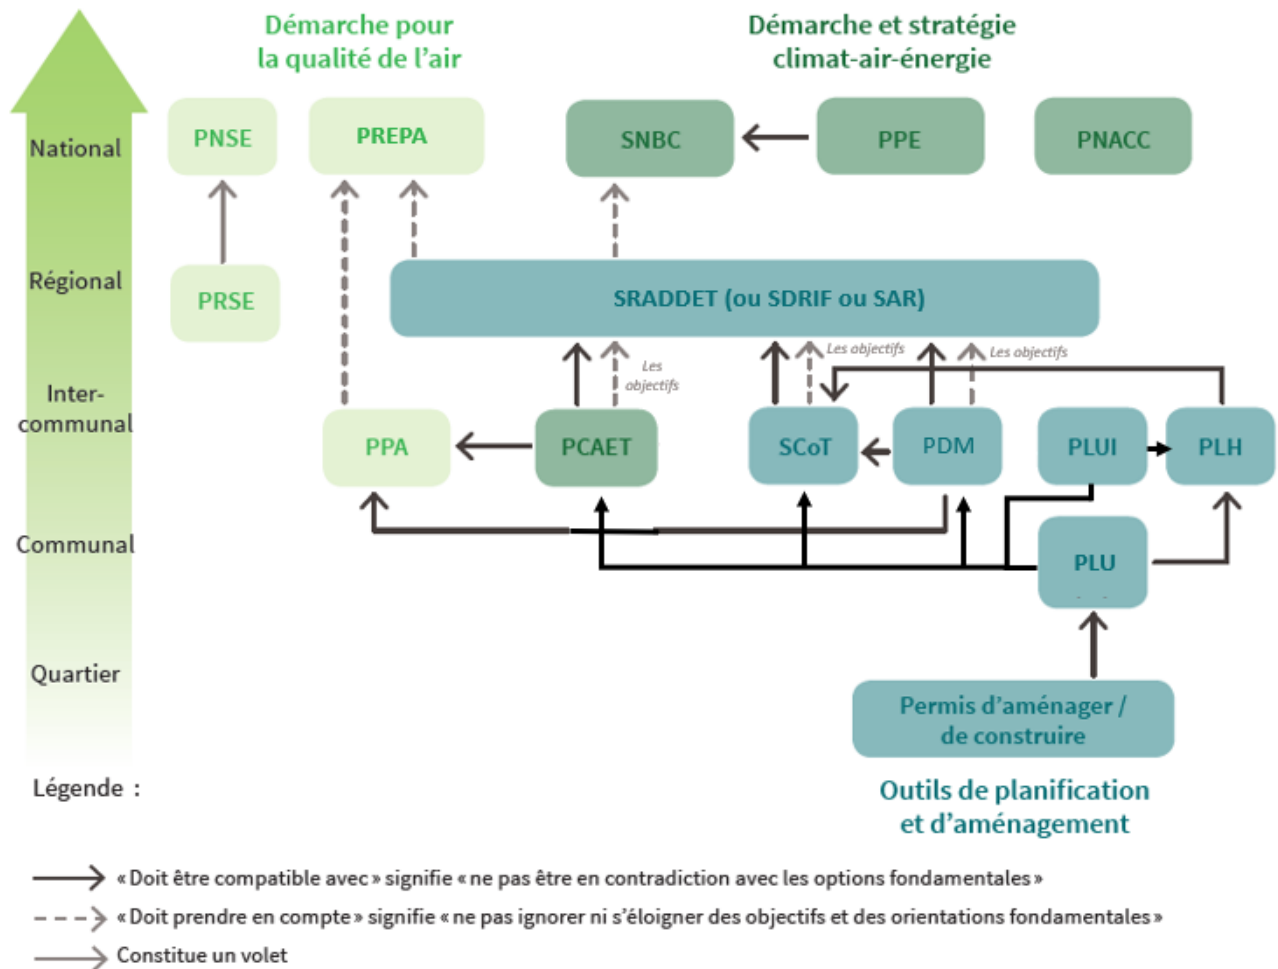 Démarche pour
la qualité de l'air
Démarche et stratégie
climat-air-énergie
National
PNSE
PREPA
SNBC
PPE
PNACC
Régional
PRSE
SRADDET (ou SDRIF ou SAR)
Les
objectifs
Les objectifs
Les objectifs
Inter-
communal
PPA
PCAET
SCoT
PDM
PLUI
PLH
Communal
PLU
Quartier
Permis d'aménager /
de construire
Légende :
Outils de planification
et d'aménagement
« Doit être compatible avec » signifie « ne pas être en contradiction avec les options fondamentales »
« Doit prendre en compte » signifie « ne pas ignorer ni s'éloigner des objectifs et des orientations fondamentales »
Constitue un volet